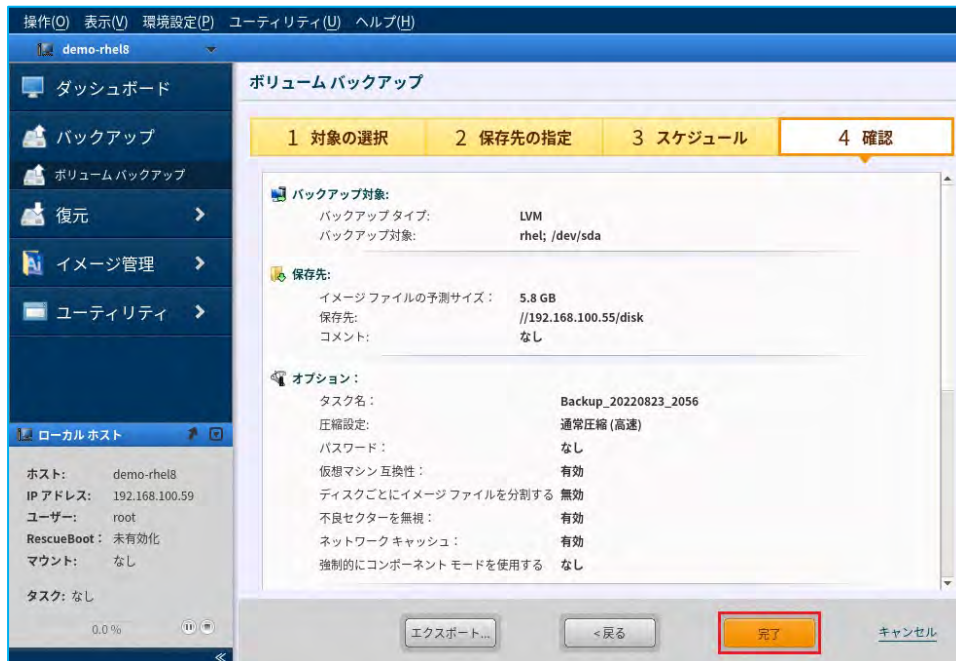 操作(O) 表示(V) 環境設定(P) ユーティリティ(U) ヘルプ(H)
demo-rhel8
ダッシュボード
バックアップ
ボリューム バックアップ
復元
イメージ管理
ユーティリティ
ローカル ホスト
ホスト: demo-rhel8
IP アドレス: 192.168.100.59
ユーザー: root
RescueBoot： 未有効化
マウント: なし
タスク: なし
0.0 %
ボリューム バックアップ
1 対象の選択 2 保存先の指定 3 スケジュール 4 確認
バックアップ対象:
バックアップ タイプ: LVM
バックアップ対象: rhel; /dev/sda
保存先:
イメージ ファイルの予測サイズ： 5.8 GB
保存先: //192.168.100.55/disk
コメント: なし
オプション：
タスク名： Backup_20220823_2056
圧縮設定: 通常圧縮 (高速)
パスワード： なし
仮想マシン 互換性： 有効
ディスクごとにイメージ ファイルを分割する 無効
不良セクターを無視： 有効
ネットワーク キャッシュ： 有効
強制的にコンポーネント モードを使用する なし
エクスポート... <戻る 完了 キャンセル